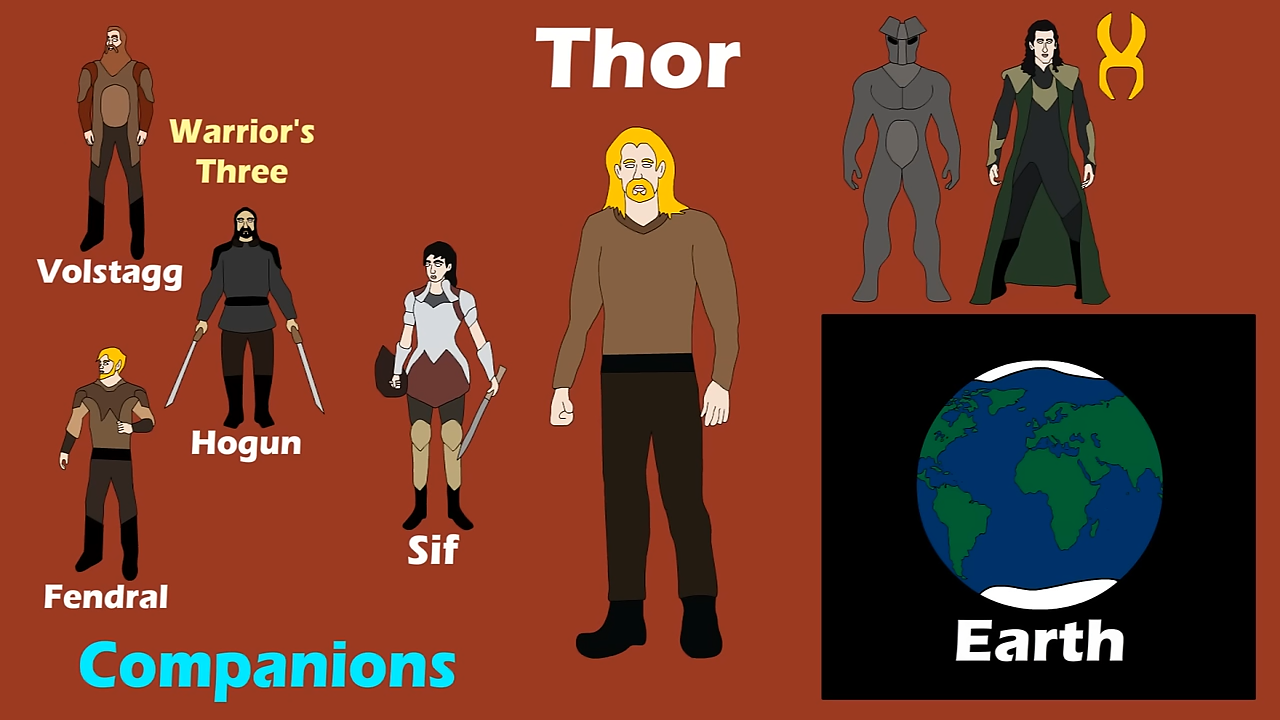 Thor
Warrior's
Three
Volstagg
Hogun
Sif
Fendral
Companions
Earth